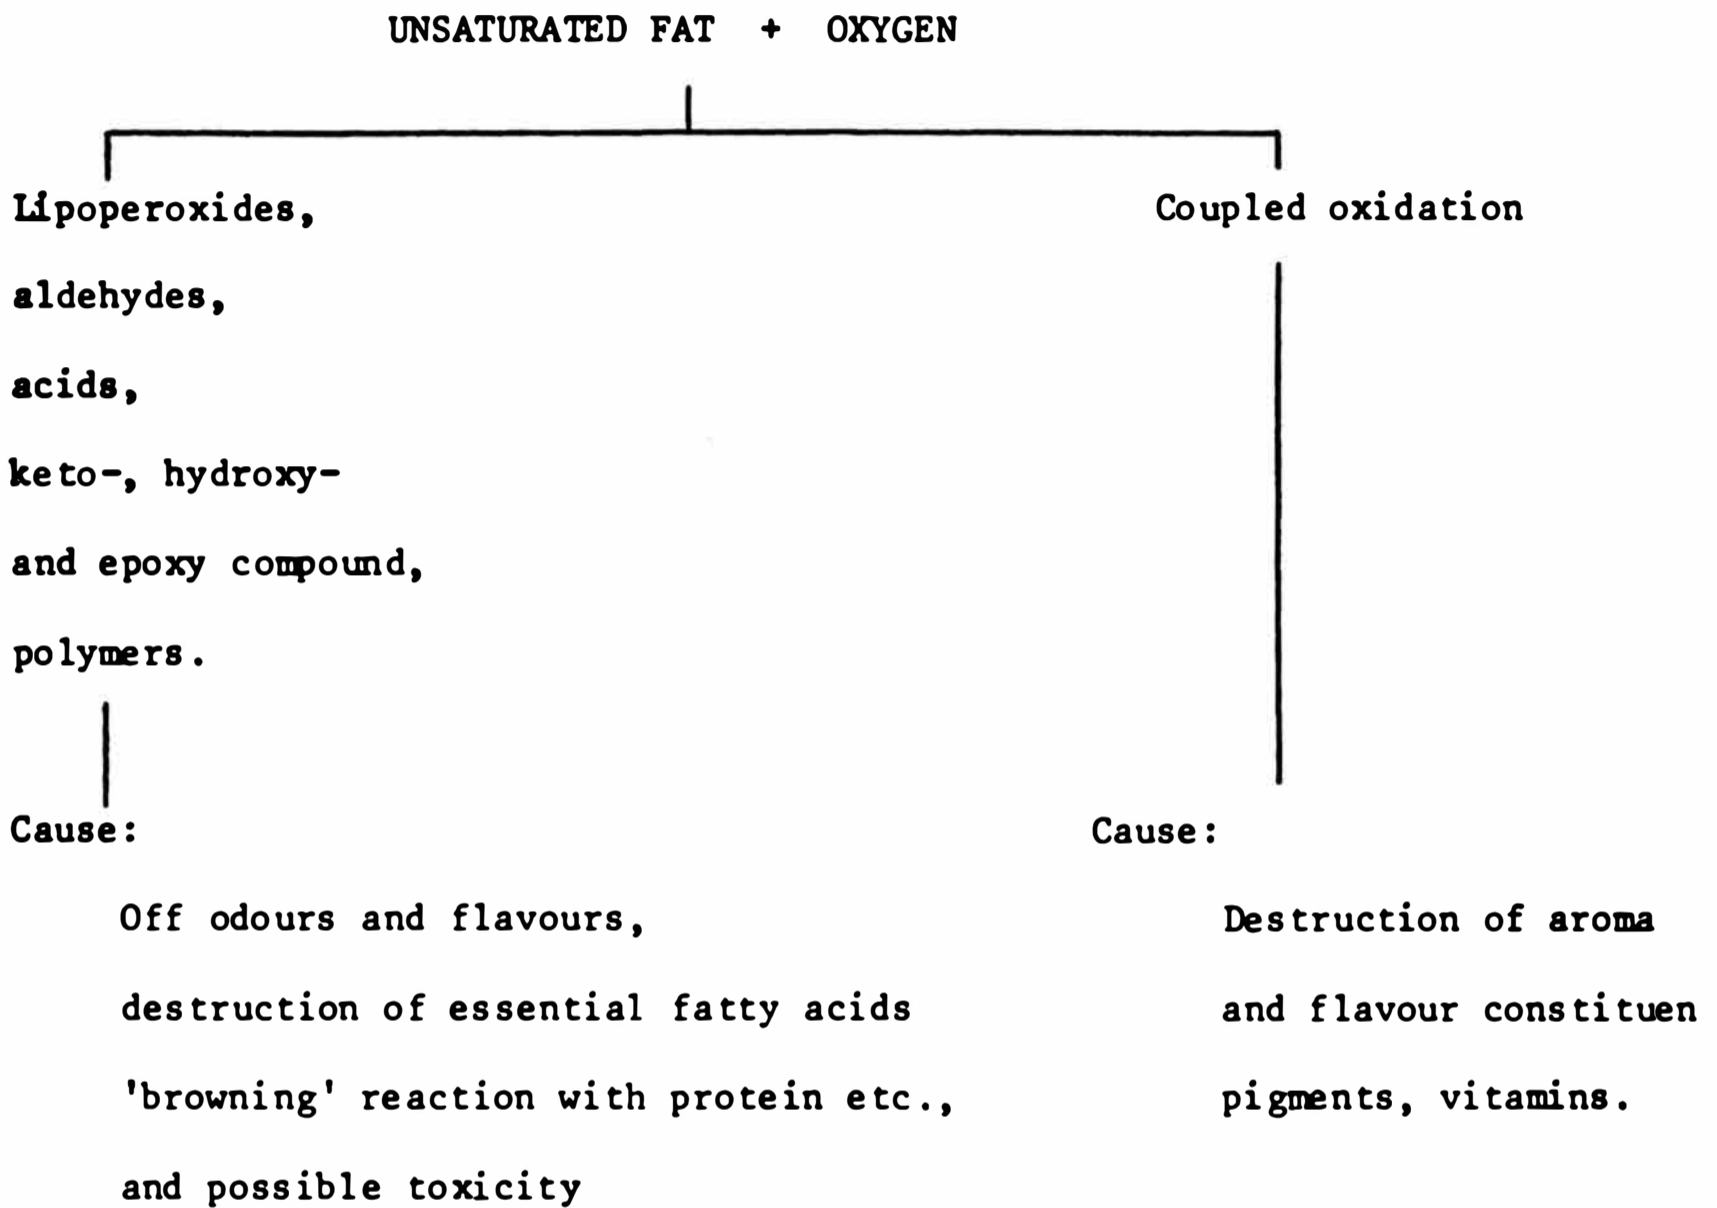 UNSATURATED FAT + OXYGEN
Lipoperoxides,
aldehydes,
acids,
keto-, hydroxy-
and epoxy compound,
polymers.
Coupled oxidation
Cause:
Off odours and flavours,
destruction of essential fatty acids
'browning' reaction with protein etc.,
and possible toxicity
Cause:
Destruction of aroma
and flavour constituen
pigments, vitamins.